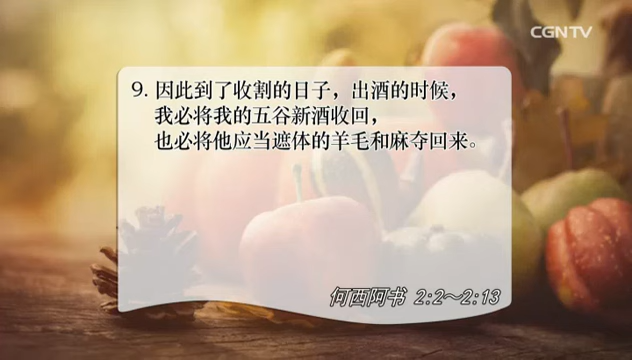 CGNTV
9. 因此到了收割的日子，出酒的时候，
我必将我的五谷新酒收回，
也必将他应当遮体的羊毛和麻夺回来。
何西阿书 2:2～2:13